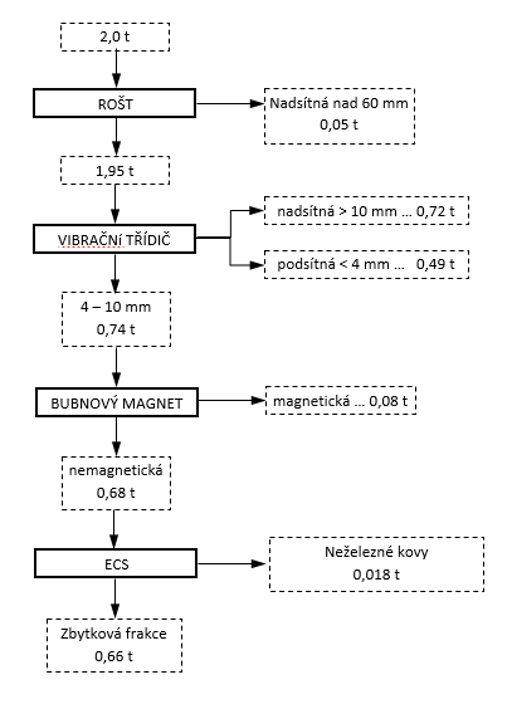 2,0 t
ROŠT
Nadsítná nad 60 mm
0,05 t
1,95 t
nadsítná > 10 mm ... 0,72 t
VIBRAČNÍ TŘÍDIČ
podsítná < 4 mm ... 0,49 t
4 – 10 mm
0,74 t
BUBNOVÝ MAGNET
magnetická ... 0,08 t
nemagnetická
0,68 t
ECS
Neželezné kovy
0,018 t
Zbytková frakce
0,66 t